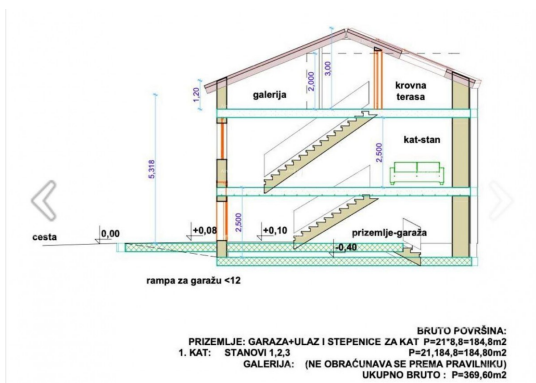 3,00
2,000
1,20
galerija
krovna
terasa
kat-stan
2,500
5,318
2,500
cesta
0,00
+0,08
+0,10
prizemlje-garaža
-0,40
rampa za garažu <12
BRUTO POVRŠINA:
PRIZEMLJE: GARAZA+ULAZ I STEPENICE ZA KAT P=21*8,8=184,8m2
1. KAT: STANOVI 1,2,3 P=21,184,8=184,80m2
GALERIJA: (NE OBRAČUNAVA SE PREMA PRAVILNIKU)
UKUPNO BRUTO : P=369,60m2